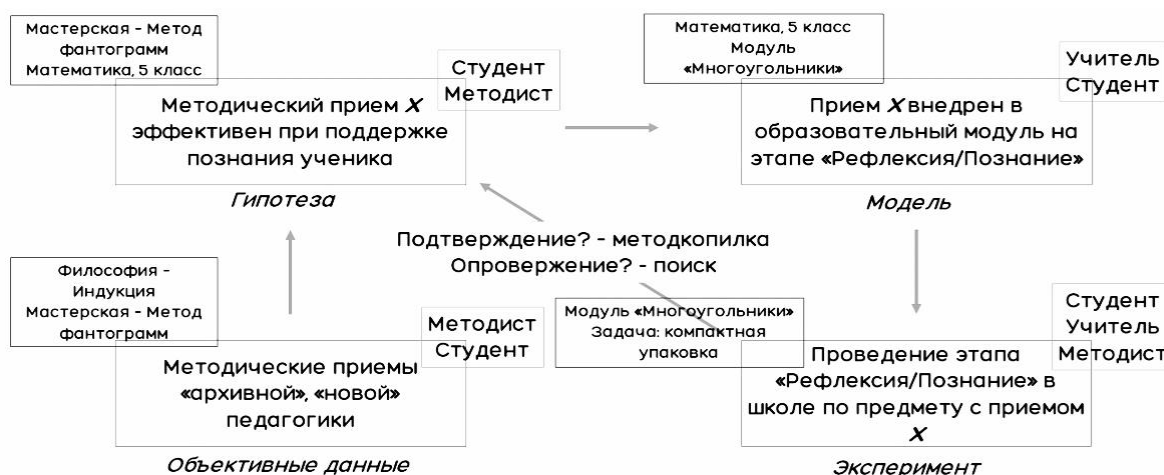 Мастерская - Метод
фантограмм
Математика, 5 класс
Студент
Методист
Методический прием X
эффективен при поддержке
познания ученика
Гипотеза
Математика, 5 класс
Модуль
«Многоугольники»
Учитель
Студент
Прием X внедрен в
образовательный модуль на
этапе «Рефлексия/Познание»
Модель
Подтверждение? - методкопилка
Опровержение? - поиск
Философия -
Индукция
Мастерская - Метод
фантограмм
Методист
Студент
Методические приемы
«архивной», «новой»
педагогики
Объективные данные
Модуль «Многоугольники»
Задача: компактная
упаковка
Студент
Учитель
Методист
Проведение этапа
«Рефлексия/Познание» в
школе по предмету с приемом
X
Эксперимент